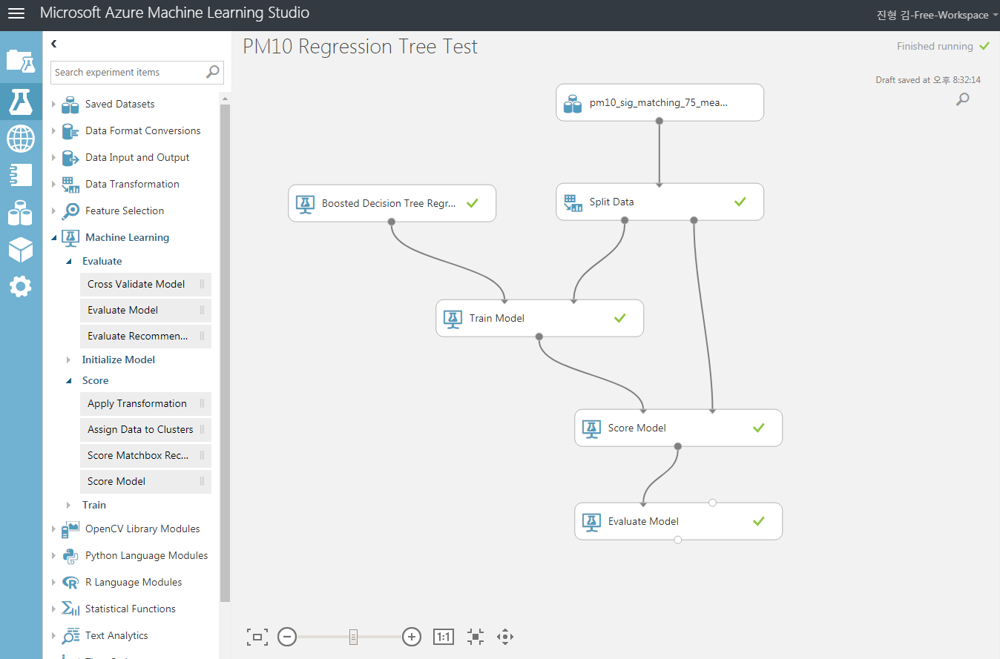 Microsoft Azure Machine Learning Studio
진형 김-Free-Workspace
PM10 Regression Tree Test
Finished running
Draft saved at 오후 8:32:14
Search experiment items
Saved Datasets
Data Format Conversions
Data Input and Output
Data Transformation
Feature Selection
Machine Learning
Evaluate
Cross Validate Model
Evaluate Model
Evaluate Recommen...
Initialize Model
Score
Apply Transformation
Assign Data to Clusters
Score Matchbox Rec...
Score Model
Train
OpenCV Library Modules
Python Language Modules
R Language Modules
Statistical Functions
Text Analytics
pm10_sig_matching_75_mea...
Boosted Decision Tree Regr...
Split Data
Train Model
Score Model
Evaluate Model
1:1